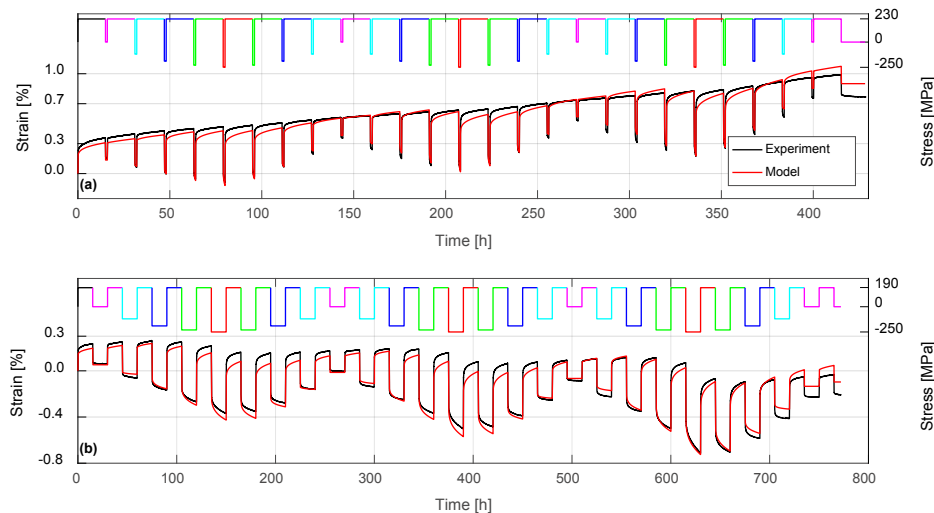 230
0
-250
1.0
0.7
0.3
0.0
Strain [%]
Stress [MPa]
Experiment
Model
(a)
0 50 100 150 200 250 300 350 400
Time [h]
190
0
-250
0.3
0.0
-0.4
-0.8
Strain [%]
Stress [MPa]
(b)
0 100 200 300 400 500 600 700 800
Time [h]